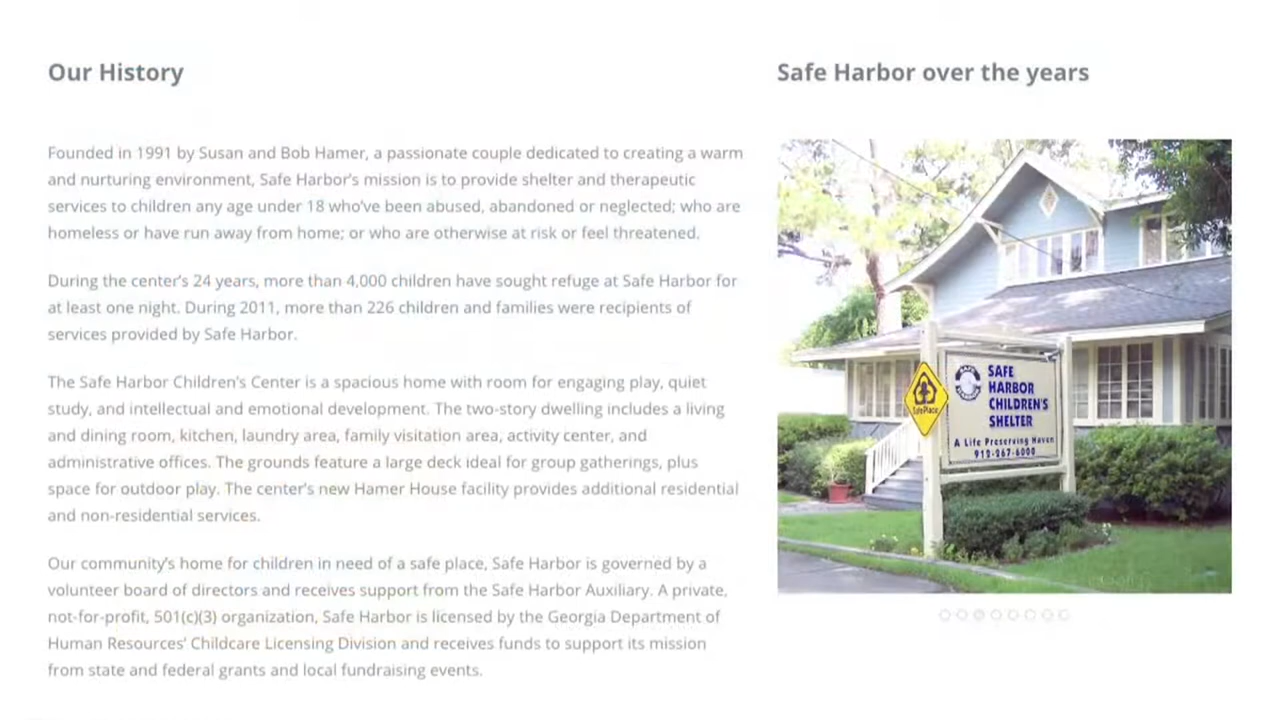 Our History
Founded in 1991 by Susan and Bob Hamer, a passionate couple dedicated to creating a warm
and nurturing environment, Safe Harbor's mission is to provide shelter and therapeutic
services to children any age under 18 who've been abused, abandoned or neglected; who are
homeless or have run away from home; or who are otherwise at risk or feel threatened.
During the center's 24 years, more than 4,000 children have sought refuge at Safe Harbor for
at least one night. During 2011, more than 226 children and families were recipients of
services provided by Safe Harbor.
The Safe Harbor Children's Center is a spacious home with room for engaging play, quiet
study, and intellectual and emotional development. The two-story dwelling includes a living
and dining room, kitchen, laundry area, family visitation area, activity center, and
administrative offices. The grounds feature a large deck ideal for group gatherings, plus
space for outdoor play. The center's new Hamer House facility provides additional residential
and non-residential services.
Our community's home for children in need of a safe place, Safe Harbor is governed by a
volunteer board of directors and receives support from the Safe Harbor Auxiliary. A private,
not-for-profit, 501(c)(3) organization, Safe Harbor is licensed by the Georgia Department of
Human Resources' Childcare Licensing Division and receives funds to support its mission
from state and federal grants and local fundraising events.
Safe Harbor over the years
SafePlace
SAFE
HARBOR
CHILDREN'S
SHELTER
A Life Preserving Haven
912-267-6000